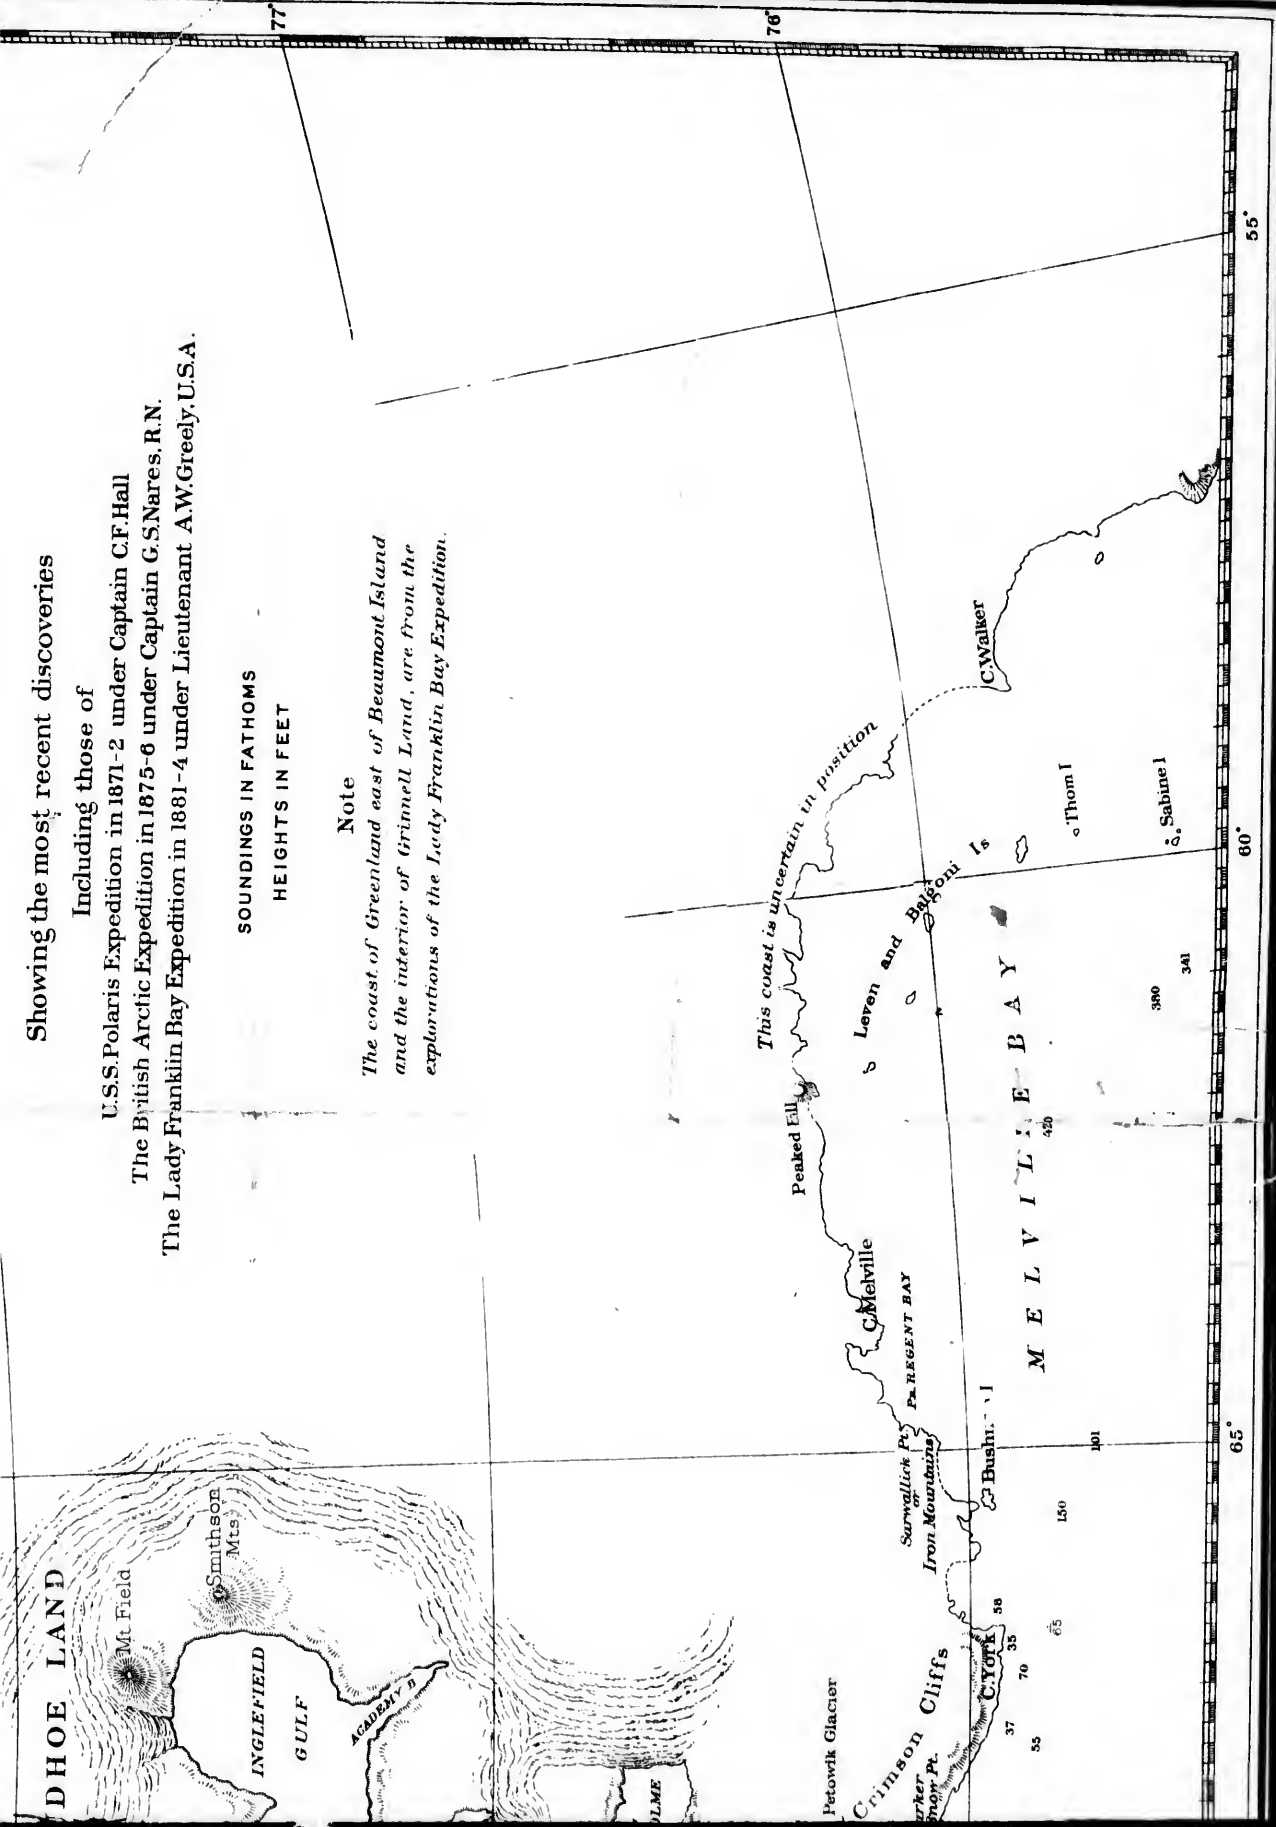 Showing the most recent discoveries
Including those of
U.S.S. Polaris Expedition in 1871-2 under Captain C.F. Hall
The British Arctic Expedition in 1875-6 under Captain G.S. Nares, R.N.
The Lady Franklin Bay Expedition in 1881-4 under Lieutenant A.W. Greely, U.S.A.
SOUNDINGS IN FATHOMS
HEIGHTS IN FEET
Note
The coast of Greenland east of Beaumont Island
and the interior of Grinnell Land, are from the
explorations of the Lady Franklin Bay Expedition.
77°
76°
55°
60°
65°
DHOE LAND
Mt Field
Smithson
Mts
INGLEFIELD
GULF
ACADEMY B
OLME
This coast is uncertain in position
Peaked Hill
C. Melville
Pr. REGENT BAY
Sarwallick Pt.
or
Iron Mountains
Leven and Balgoni Is
C. Walker
Thom I
Sabine I
MELVILLE BAY
380
341
420
101
150
65
58
35
70
37
55
C. York
Crimson Cliffs
Petowik Glacier
arker
Snow Pt.